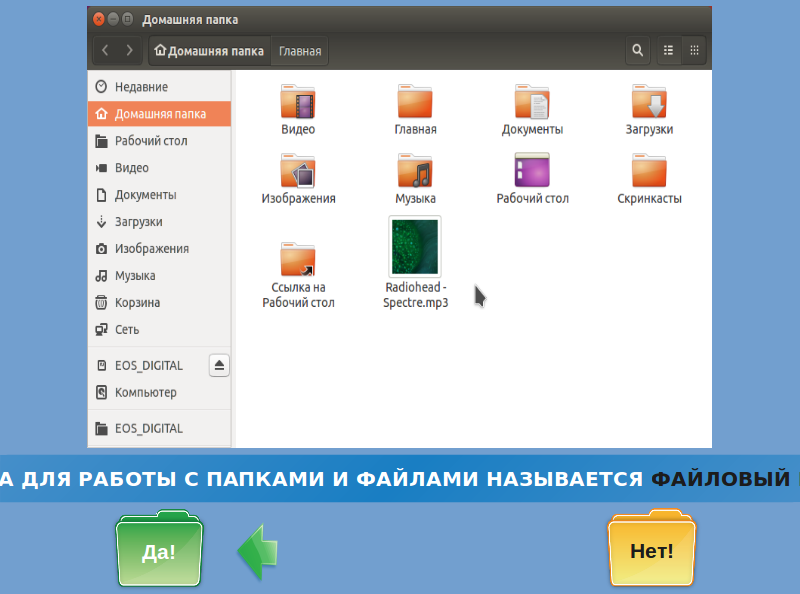 Домашняя папка
Домашняя папка Главная
Недавние
Домашняя папка
Рабочий стол
Видео
Документы
Загрузки
Изображения
Музыка
Корзина
Сеть
EOS_DIGITAL
Компьютер
EOS_DIGITAL
Видео
Главная
Документы
Загрузки
Изображения
Музыка
Рабочий стол
Скринкасты
Ссылка на
Рабочий стол
Radiohead -
Spectre.mp3
А ДЛЯ РАБОТЫ С ПАПКАМИ И ФАЙЛАМИ НАЗЫВАЕТСЯ ФАЙЛОВЫЙ
Да!
Нет!